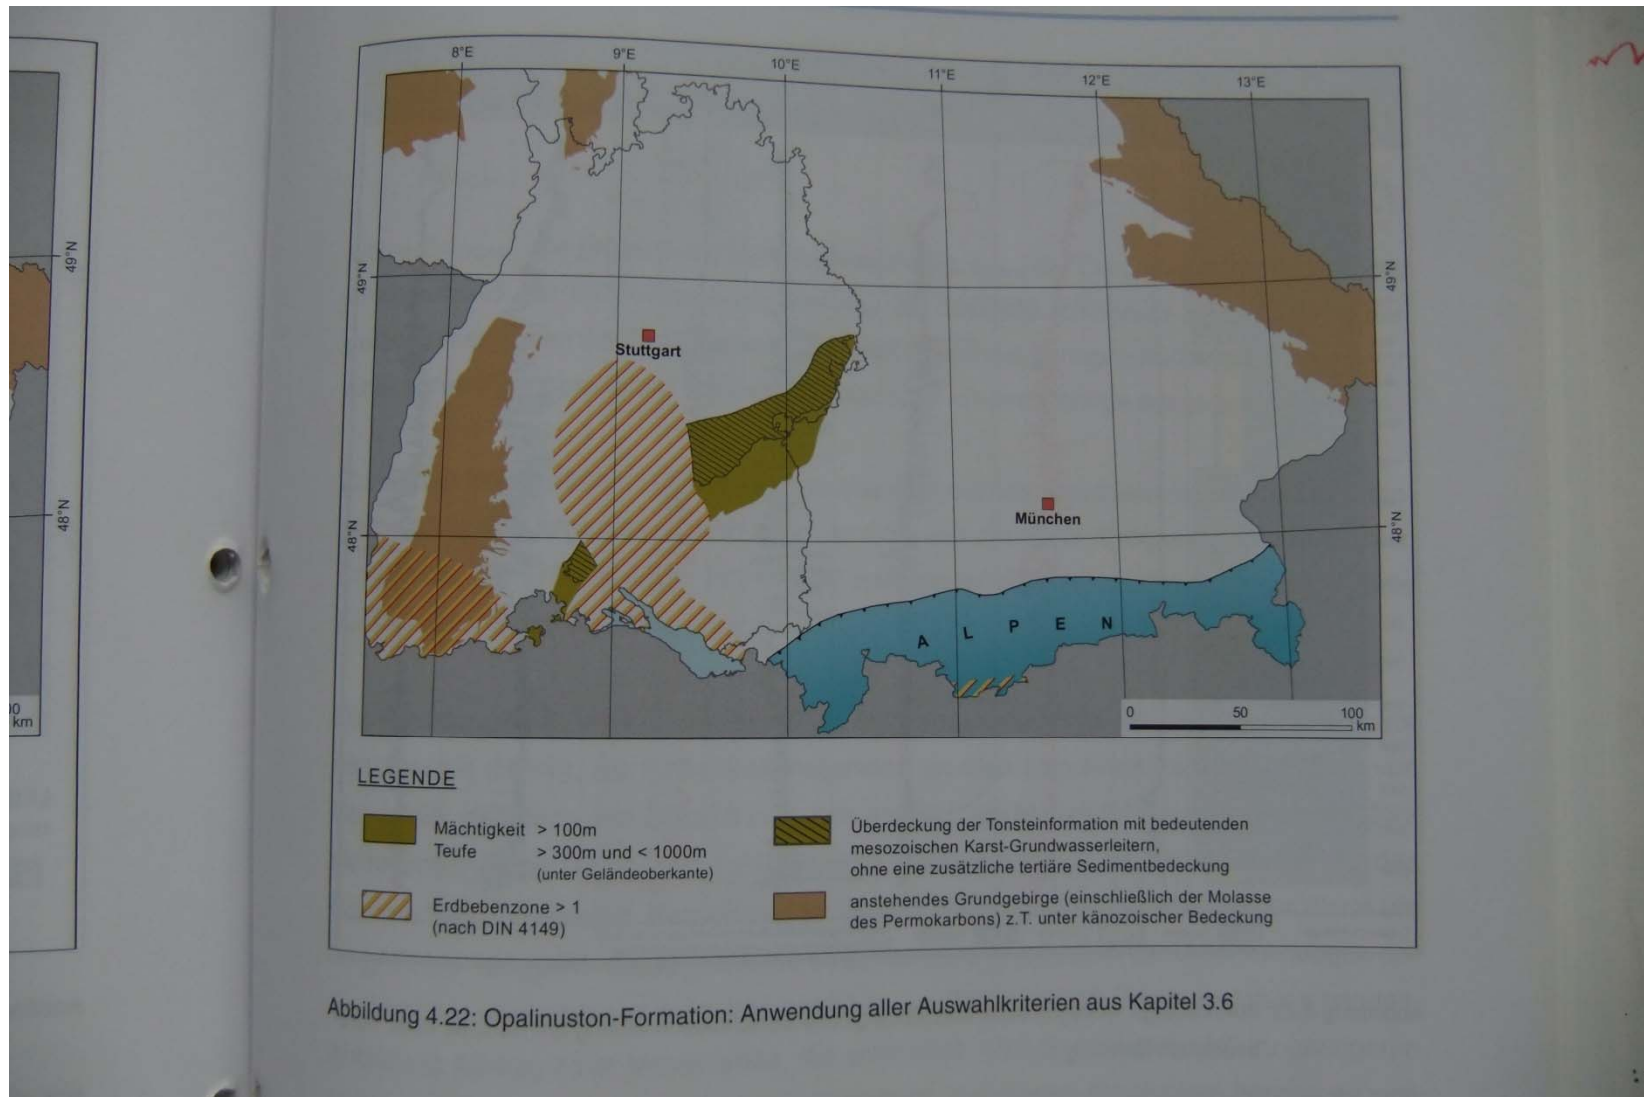 8°E
9°E
10°E
11°E
12°E
13°E
49°N
49°N
49°N
Stuttgart
48°N
48°N
48°N
München
A L P E N
00
km
0 50 100
km
LEGENDE
Mächtigkeit > 100m
Teufe > 300m und < 1000m
(unter Geländeoberkante)
Erdbebenzone > 1
(nach DIN 4149)
Überdeckung der Tonsteinformation mit bedeutenden
mesozoischen Karst-Grundwasserleitern,
ohne eine zusätzliche tertiäre Sedimentbedeckung
anstehendes Grundgebirge (einschließlich der Molasse
des Permokarbons) z.T. unter känozoischer Bedeckung
Abbildung 4.22: Opalinuston-Formation: Anwendung aller Auswahlkriterien aus Kapitel 3.6